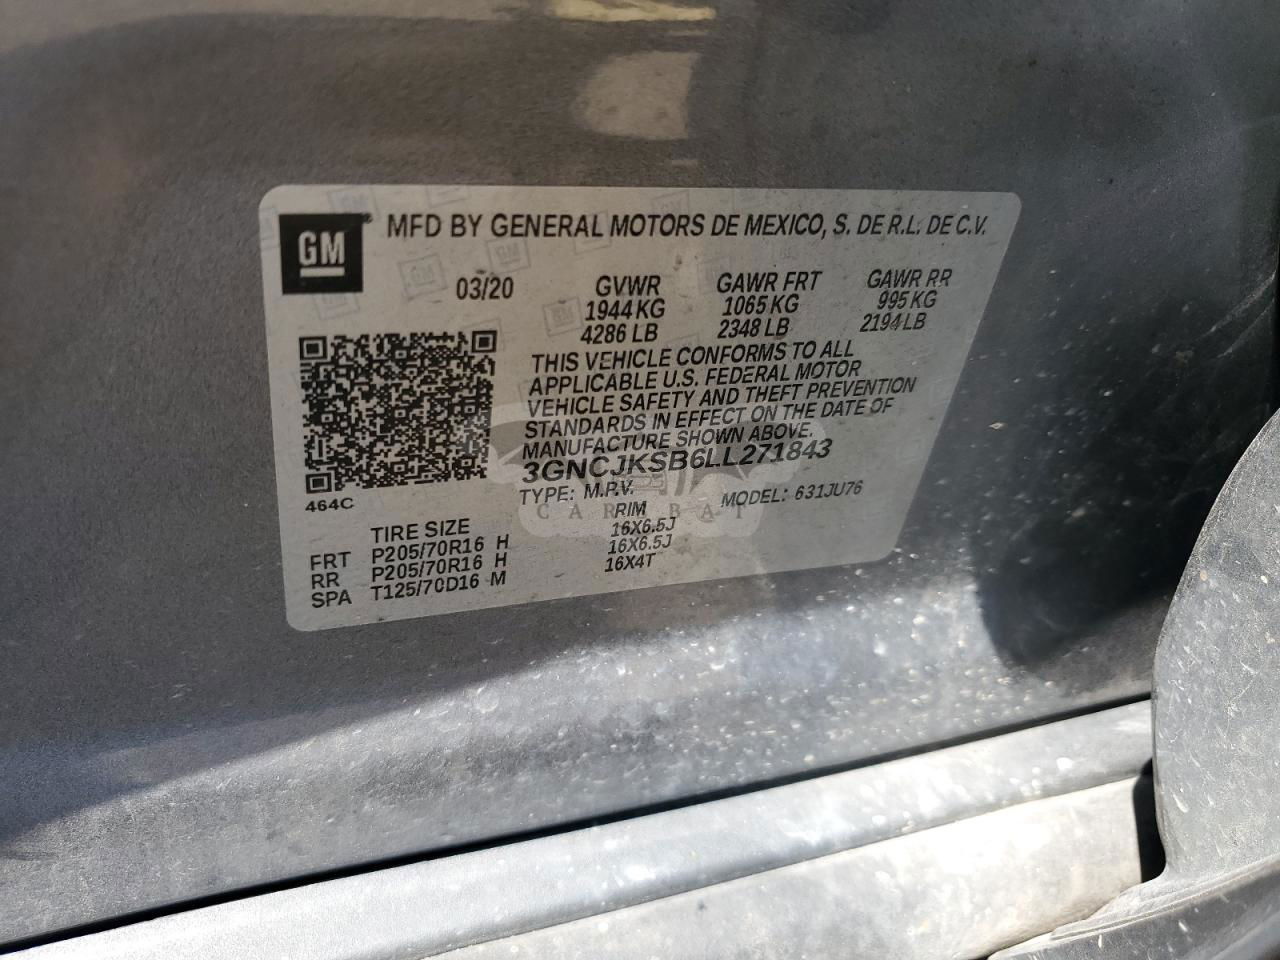 GM ®
MFD BY GENERAL MOTORS DE MEXICO, S. DE R.L. DE C.V.
03/20 GVWR GAWR FRT GAWR RR
1944 KG 1065 KG 995 KG
4286 LB 2348 LB 2194 LB
THIS VEHICLE CONFORMS TO ALL
APPLICABLE U.S. FEDERAL MOTOR
VEHICLE SAFETY AND THEFT PREVENTION
STANDARDS IN EFFECT ON THE DATE OF
MANUFACTURE SHOWN ABOVE.
3GNCJKSB6LL271843
TYPE: M.P.V. MODEL: 631JU76
464C
CARABAT
TIRE SIZE RIM
FRT P205/70R16 H 16X6.5J
RR P205/70R16 H 16X6.5J
SPA T125/70D16 M 16X4T